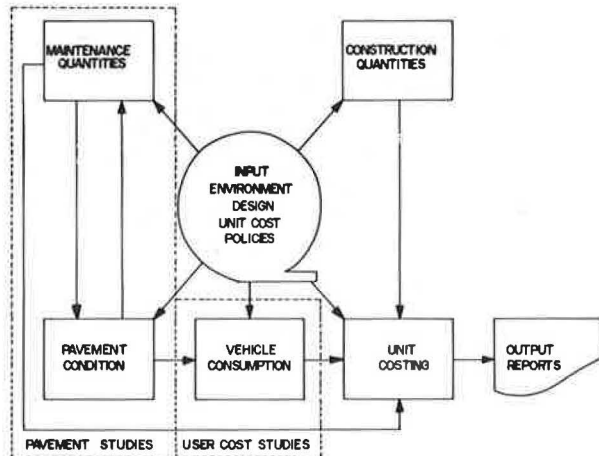 MAINTENANCE
QUANTITIES
CONSTRUCTION
QUANTITIES
INPUT
ENVIRONMENT
DESIGN
UNIT COST
POLICIES
PAVEMENT
CONDITION
VEHICLE
CONSUMPTION
UNIT
COSTING
OUTPUT
REPORTS
PAVEMENT STUDIES
USER COST STUDIES